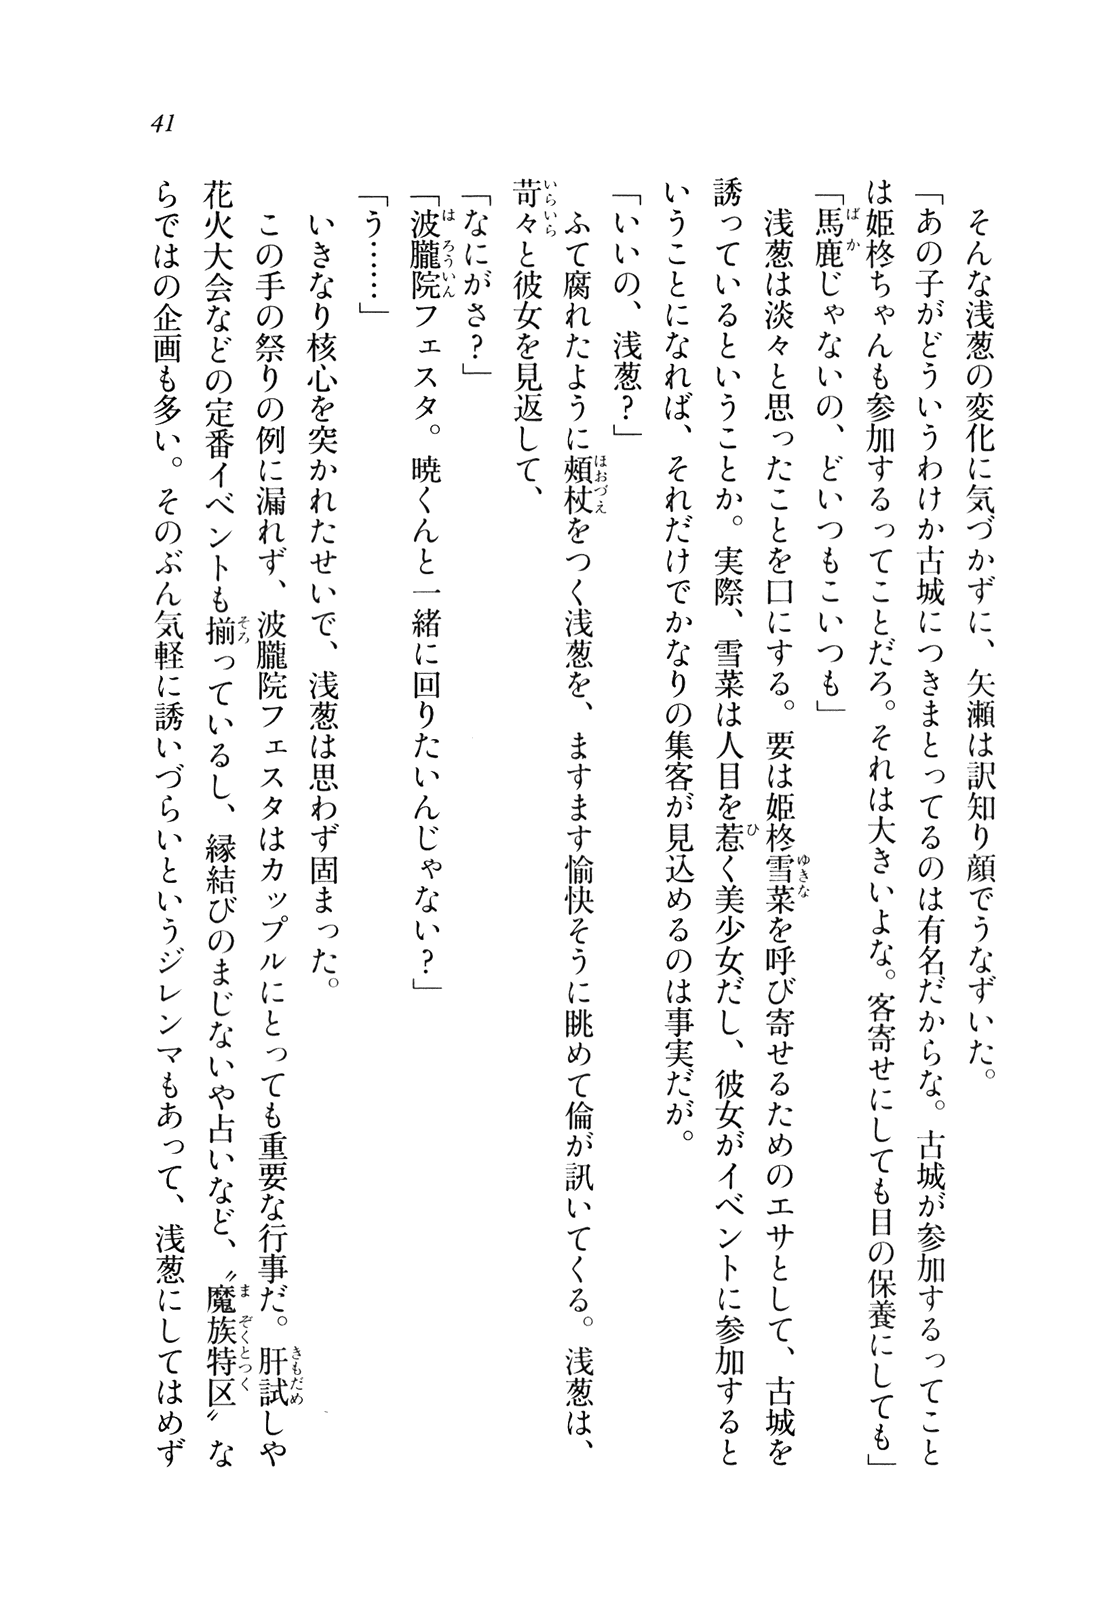 41
そんな浅葱の変化に気づかずに、矢瀬は訳知り顔でうなずいた。
「あの子がどういうわけか古城につきまとってるのは有名だからな。古城が参加するってこと
は姫柊ちゃんも参加するってことだろ。それは大きいよな。客寄せにしても目の保養にしても」
「馬鹿じゃないの、どいつもこいつも」
浅葱は淡々と思ったことを口にする。要は姫柊雪菜を呼び寄せるためのエサとして、古城を
誘っているということか。実際、雪菜は人目を惹く美少女だし、彼女がイベントに参加すると
いうことになれば、それだけでかなりの集客が見込めるのは事実だが。
「いいの、浅葱？」
ふて腐れたように頰杖をつく浅葱を、ますます愉快そうに眺めて倫が訊いてくる。浅葱は、
苛々と彼女を見返して、
「なにがさ？」
「波朧院フェスタ。暁くんと一緒に回りたいんじゃない？」
「う……」
いきなり核心を突かれたせいで、浅葱は思わず固まった。
この手の祭りの例に漏れず、波朧院フェスタはカップルにとっても重要な行事だ。肝試しや
花火大会などの定番イベントも揃っているし、縁結びのまじないや占いなど、〝魔族特区〟な
らではの企画も多い。そのぶん気軽に誘いづらいというジレンマもあって、浅葱にしてはめず